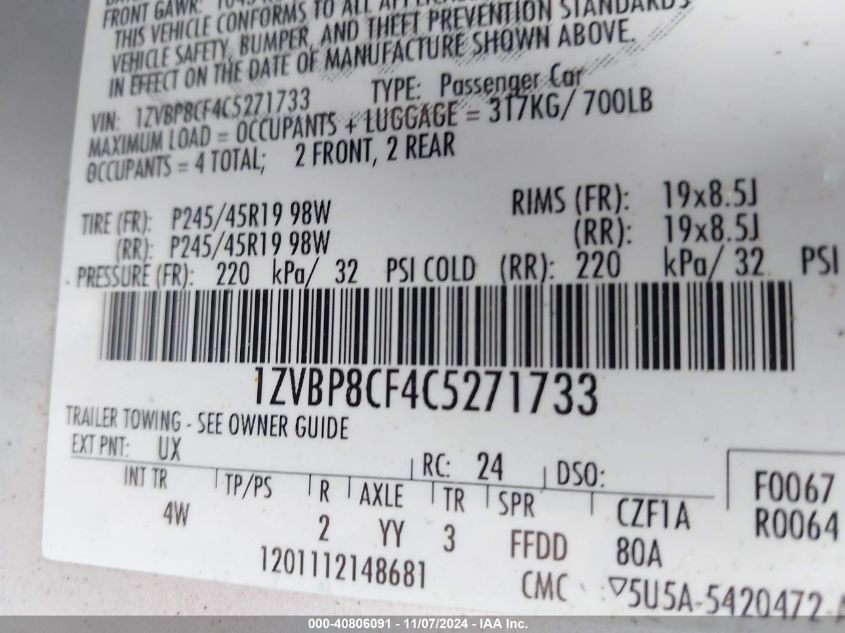 FRONT GAWR:
THIS VEHICLE CONFORMS TO ALL
VEHICLE SAFETY, BUMPER, AND THEFT PREVENTION STANDARDS
IN EFFECT ON THE DATE OF MANUFACTURE SHOWN ABOVE.
VIN: 1ZVBP8CF4C5271733 TYPE: Passenger Car
MAXIMUM LOAD = OCCUPANTS + LUGGAGE = 317KG/ 700LB
OCCUPANTS = 4 TOTAL; 2 FRONT, 2 REAR
TIRE (FR): P245/45R19 98W RIMS (FR): 19x8.5J
(RR): P245/45R19 98W (RR): 19x8.5J
PRESSURE (FR): 220 kPa/ 32 PSI COLD (RR): 220 kPa/ 32 PSI
1ZVBP8CF4C5271733
TRAILER TOWING - SEE OWNER GUIDE
EXT PNT: UX RC: 24 DSO:
INT TR TP/PS R AXLE TR SPR CZF1A F0067
4W 2 YY 3 FFDD 80A R0064
1201112148681 CMC ▽5U5A-5420472-
000-40806091 - 11/07/2024 - IAA Inc.